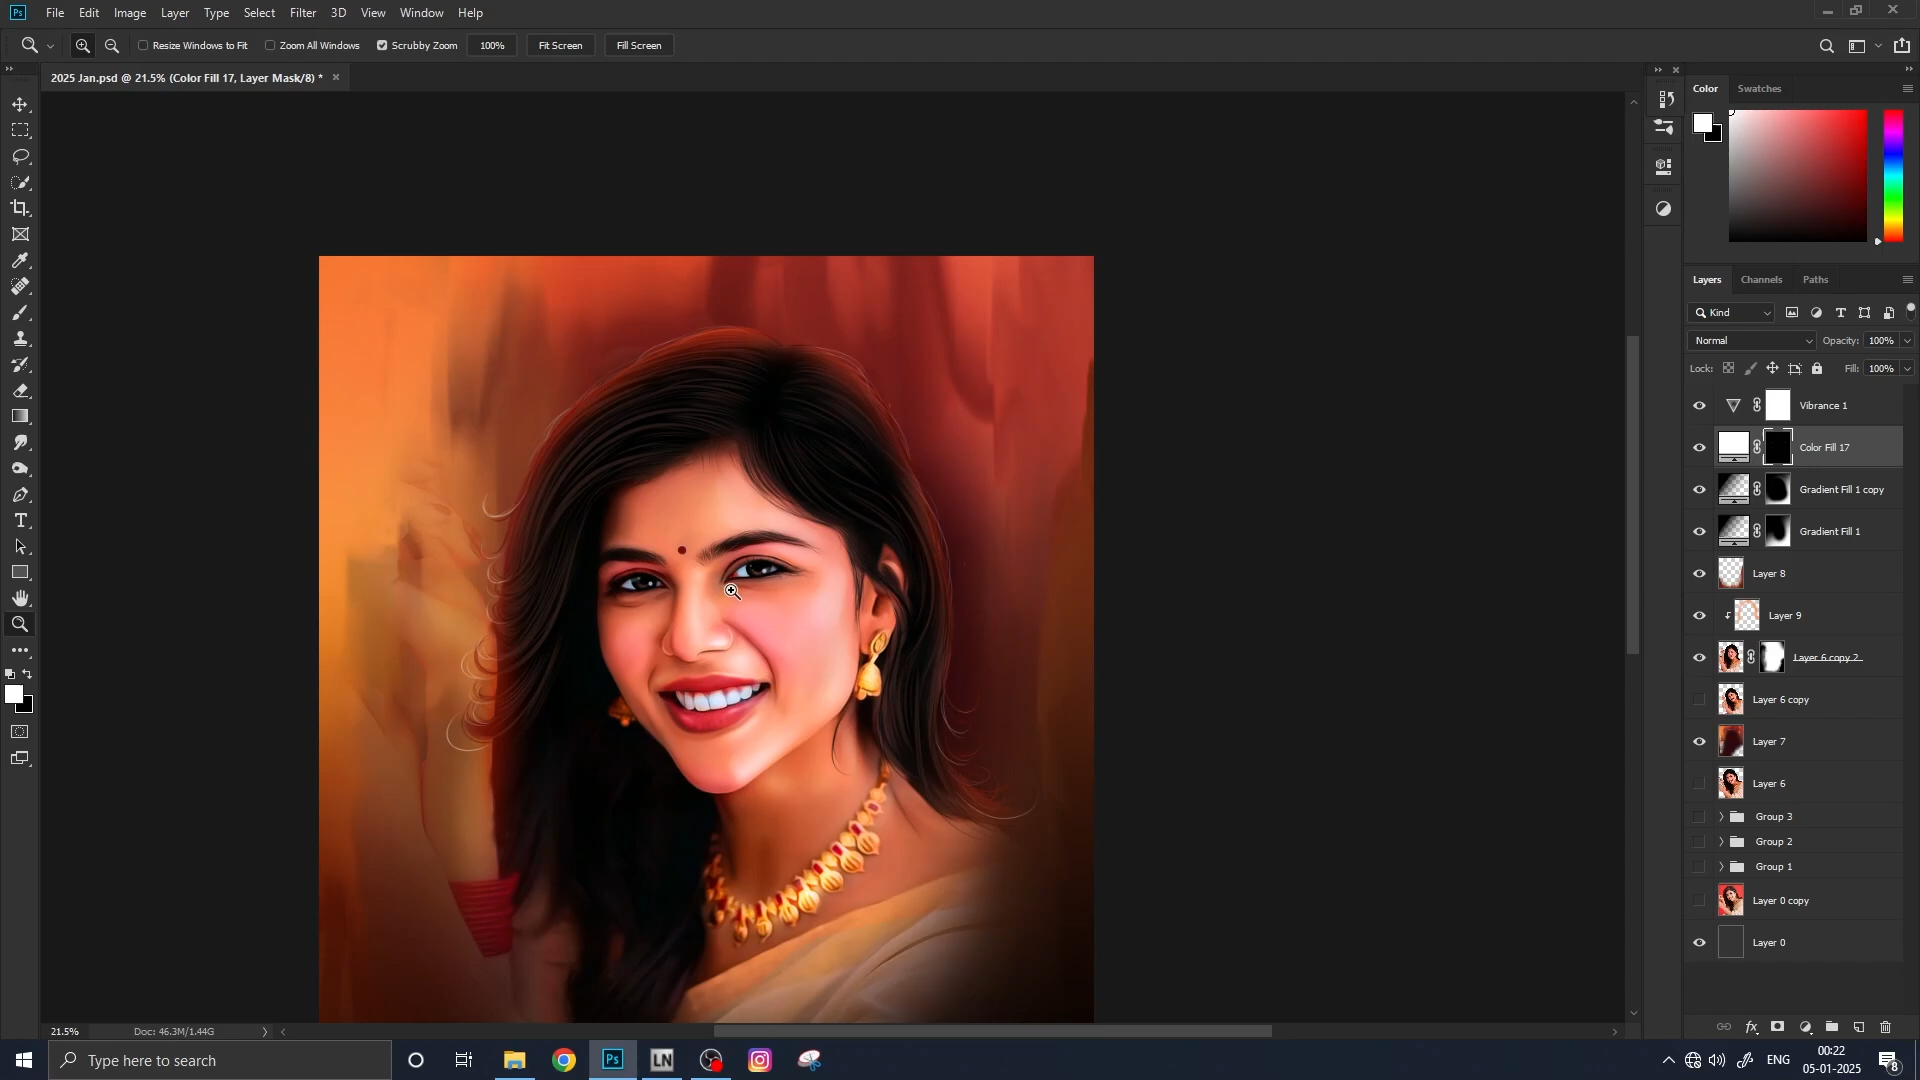 Ps File Edit Image Layer Type Select Filter 3D View Window Help
Resize Windows to Fit Zoom All Windows Scrubby Zoom 100% Fit Screen Fill Screen
2025 Jan.psd @ 21.5% (Color Fill 17, Layer Mask/8) *
Color Swatches
Layers Channels Paths
Kind
Normal Opacity: 100%
Lock: Fill: 100%
Vibrance 1
Color Fill 17
Gradient Fill 1 copy
Gradient Fill 1
Layer 8
Layer 9
Layer 6 copy 2
Layer 6 copy
Layer 7
Layer 6
Group 3
Group 2
Group 1
Layer 0 copy
Layer 0
21.5% Doc: 46.3M/1.44G
Type here to search
Ps LN
ENG
00:22
05-01-2025
8